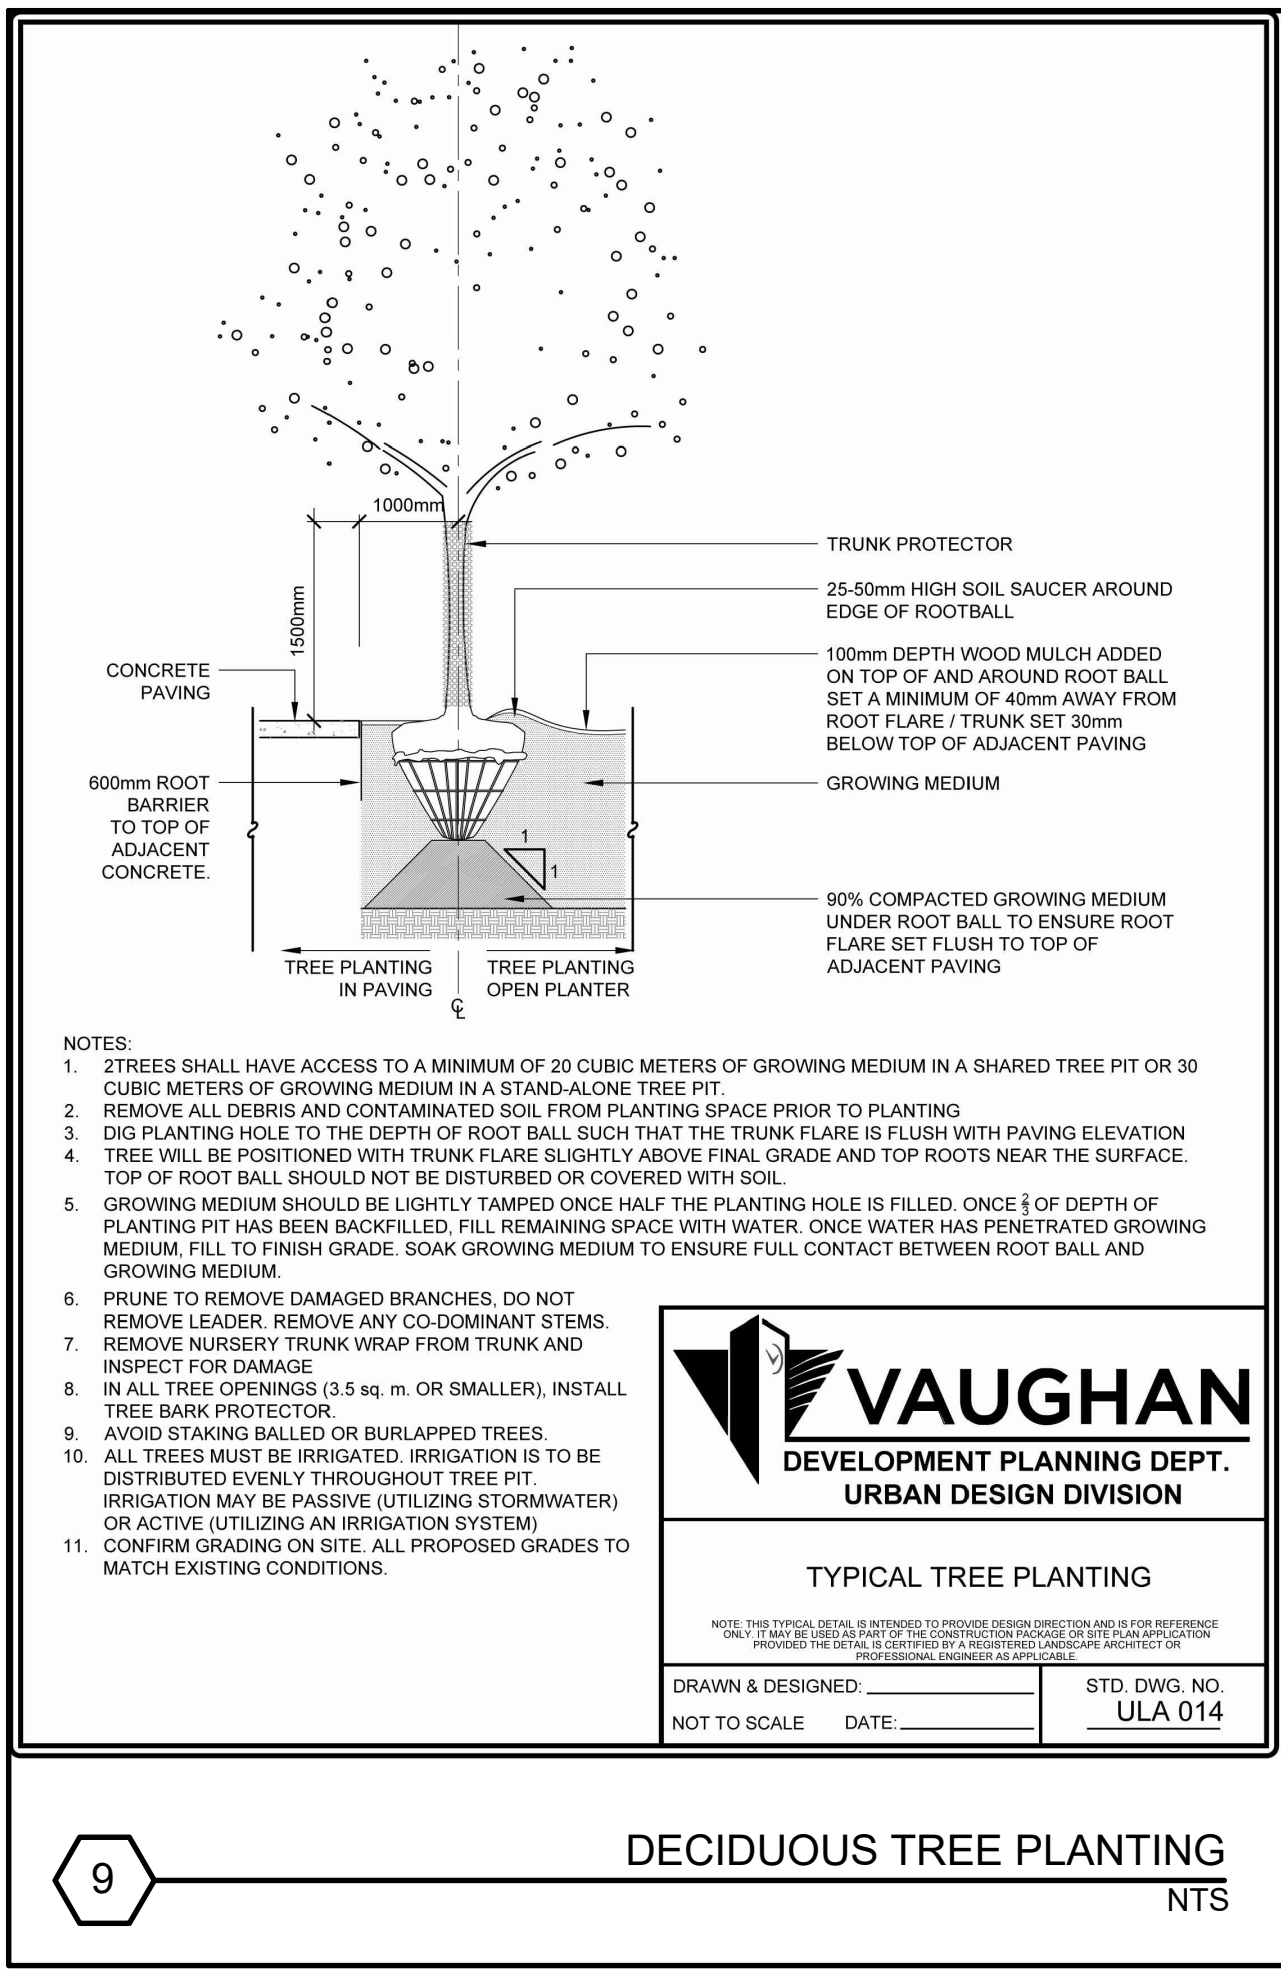 1000mm
1500mm
TRUNK PROTECTOR
25-50mm HIGH SOIL SAUCER AROUND
EDGE OF ROOTBALL
100mm DEPTH WOOD MULCH ADDED
ON TOP OF AND AROUND ROOT BALL
SET A MINIMUM OF 40mm AWAY FROM
ROOT FLARE / TRUNK SET 30mm
BELOW TOP OF ADJACENT PAVING
CONCRETE
PAVING
GROWING MEDIUM
600mm ROOT
BARRIER
TO TOP OF
ADJACENT
CONCRETE.
1
1
90% COMPACTED GROWING MEDIUM
UNDER ROOT BALL TO ENSURE ROOT
FLARE SET FLUSH TO TOP OF
ADJACENT PAVING
TREE PLANTING
IN PAVING
TREE PLANTING
OPEN PLANTER
℄
NOTES:
1. 2TREES SHALL HAVE ACCESS TO A MINIMUM OF 20 CUBIC METERS OF GROWING MEDIUM IN A SHARED TREE PIT OR 30
CUBIC METERS OF GROWING MEDIUM IN A STAND-ALONE TREE PIT.
2. REMOVE ALL DEBRIS AND CONTAMINATED SOIL FROM PLANTING SPACE PRIOR TO PLANTING
3. DIG PLANTING HOLE TO THE DEPTH OF ROOT BALL SUCH THAT THE TRUNK FLARE IS FLUSH WITH PAVING ELEVATION
4. TREE WILL BE POSITIONED WITH TRUNK FLARE SLIGHTLY ABOVE FINAL GRADE AND TOP ROOTS NEAR THE SURFACE.
TOP OF ROOT BALL SHOULD NOT BE DISTURBED OR COVERED WITH SOIL.
5. GROWING MEDIUM SHOULD BE LIGHTLY TAMPED ONCE HALF THE PLANTING HOLE IS FILLED. ONCE ⅔ OF DEPTH OF
PLANTING PIT HAS BEEN BACKFILLED, FILL REMAINING SPACE WITH WATER. ONCE WATER HAS PENETRATED GROWING
MEDIUM, FILL TO FINISH GRADE. SOAK GROWING MEDIUM TO ENSURE FULL CONTACT BETWEEN ROOT BALL AND
GROWING MEDIUM.
6. PRUNE TO REMOVE DAMAGED BRANCHES, DO NOT
REMOVE LEADER. REMOVE ANY CO-DOMINANT STEMS.
7. REMOVE NURSERY TRUNK WRAP FROM TRUNK AND
INSPECT FOR DAMAGE
8. IN ALL TREE OPENINGS (3.5 sq. m. OR SMALLER), INSTALL
TREE BARK PROTECTOR.
9. AVOID STAKING BALLED OR BURLAPPED TREES.
10. ALL TREES MUST BE IRRIGATED. IRRIGATION IS TO BE
DISTRIBUTED EVENLY THROUGHOUT TREE PIT.
IRRIGATION MAY BE PASSIVE (UTILIZING STORMWATER)
OR ACTIVE (UTILIZING AN IRRIGATION SYSTEM)
11. CONFIRM GRADING ON SITE. ALL PROPOSED GRADES TO
MATCH EXISTING CONDITIONS.
VAUGHAN
DEVELOPMENT PLANNING DEPT.
URBAN DESIGN DIVISION
TYPICAL TREE PLANTING
NOTE: THIS TYPICAL DETAIL IS INTENDED TO PROVIDE DESIGN DIRECTION AND IS FOR REFERENCE
ONLY. IT MAY BE USED AS PART OF THE CONSTRUCTION PACKAGE OR SITE PLAN APPLICATION
PROVIDED THE DETAIL IS CERTIFIED BY A REGISTERED LANDSCAPE ARCHITECT OR
PROFESSIONAL ENGINEER AS APPLICABLE.
DRAWN & DESIGNED:
NOT TO SCALE DATE:
STD. DWG. NO.
ULA 014
9
DECIDUOUS TREE PLANTING
NTS